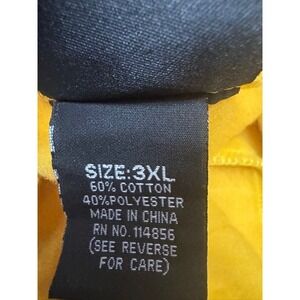 SIZE:3XL
60% COTTON
40%POLYESTER
MADE IN CHINA
RN NO. 114856
(SEE REVERSE
FOR CARE)